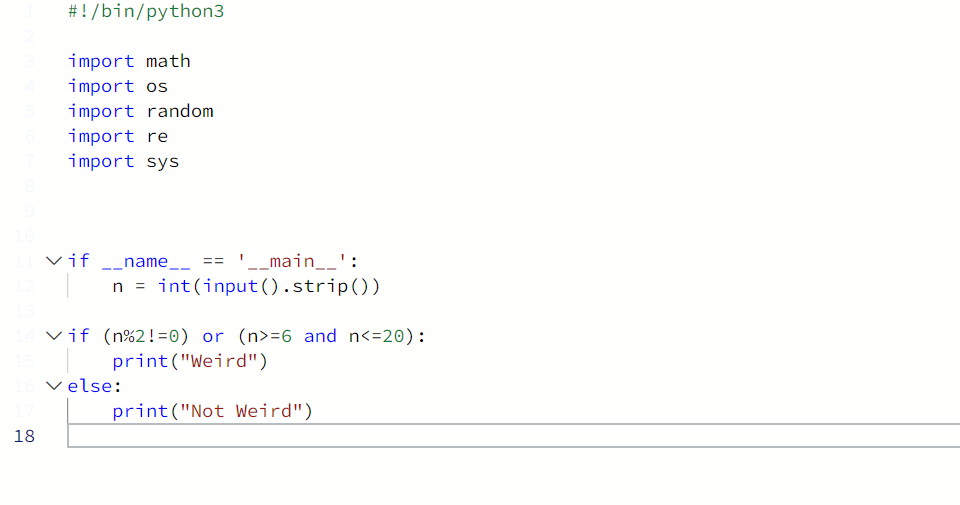 1 #!/bin/python3
2
3 import math
4 import os
5 import random
6 import re
7 import sys
8
9
10
11 if __name__ == '__main__':
12     n = int(input().strip())
13
14 if (n%2!=0) or (n>=6 and n<=20):
15     print("Weird")
16 else:
17     print("Not Weird")
18